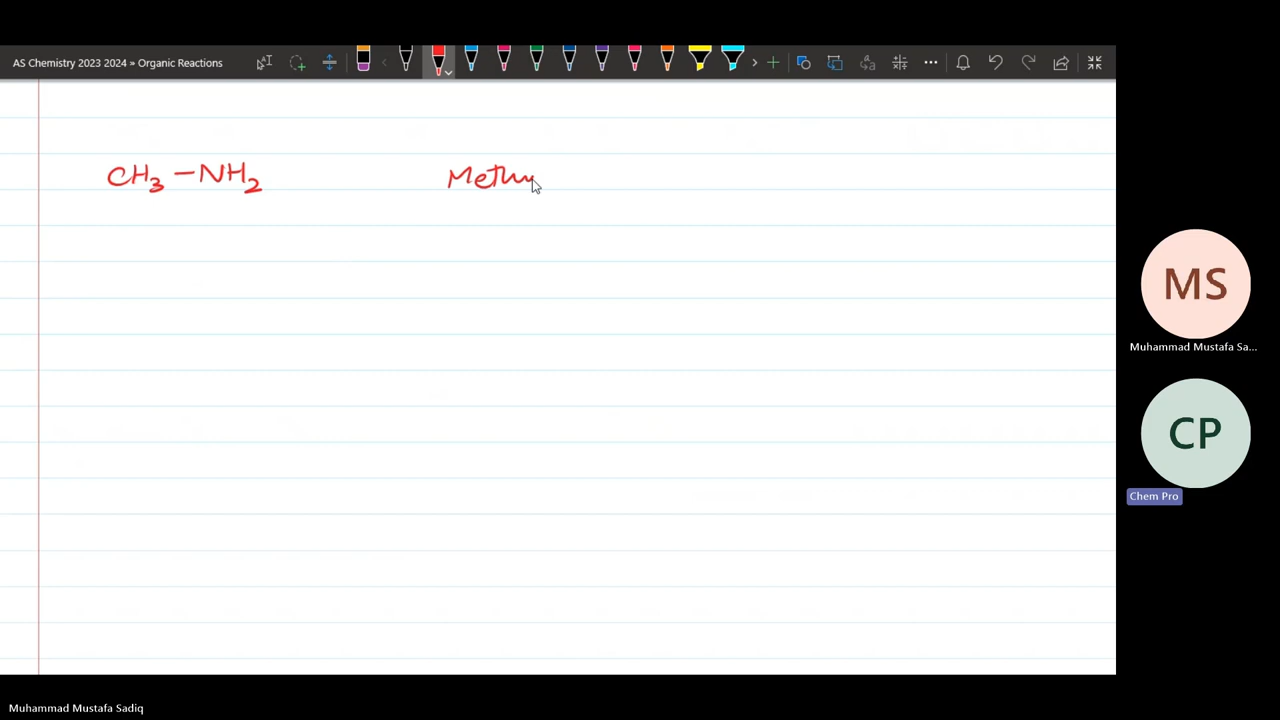 AS Chemistry 2023 2024 » Organic Reactions
CH₃ – NH₂ Methy
MS
Muhammad Mustafa Sa...
CP
Chem Pro
Muhammad Mustafa Sadiq